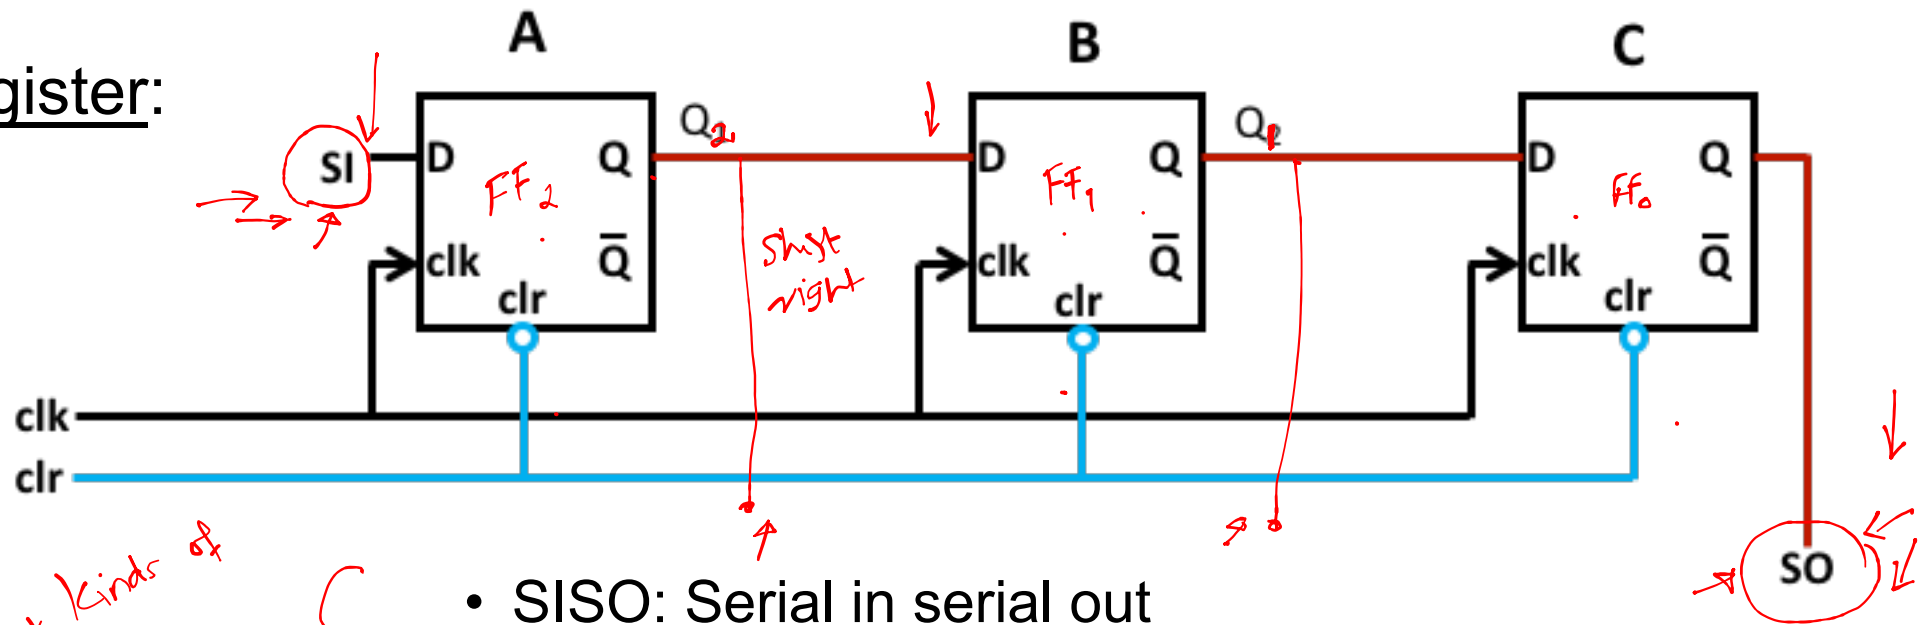 A B C
gister:
SI D Q Q2 D Q Q1 D Q
FF2 FF1 FF0
clk Q̅ shift clk Q̅ clk Q̅
clr right clr clr
clk
clr
Kinds of
SO
• SISO: Serial in serial out